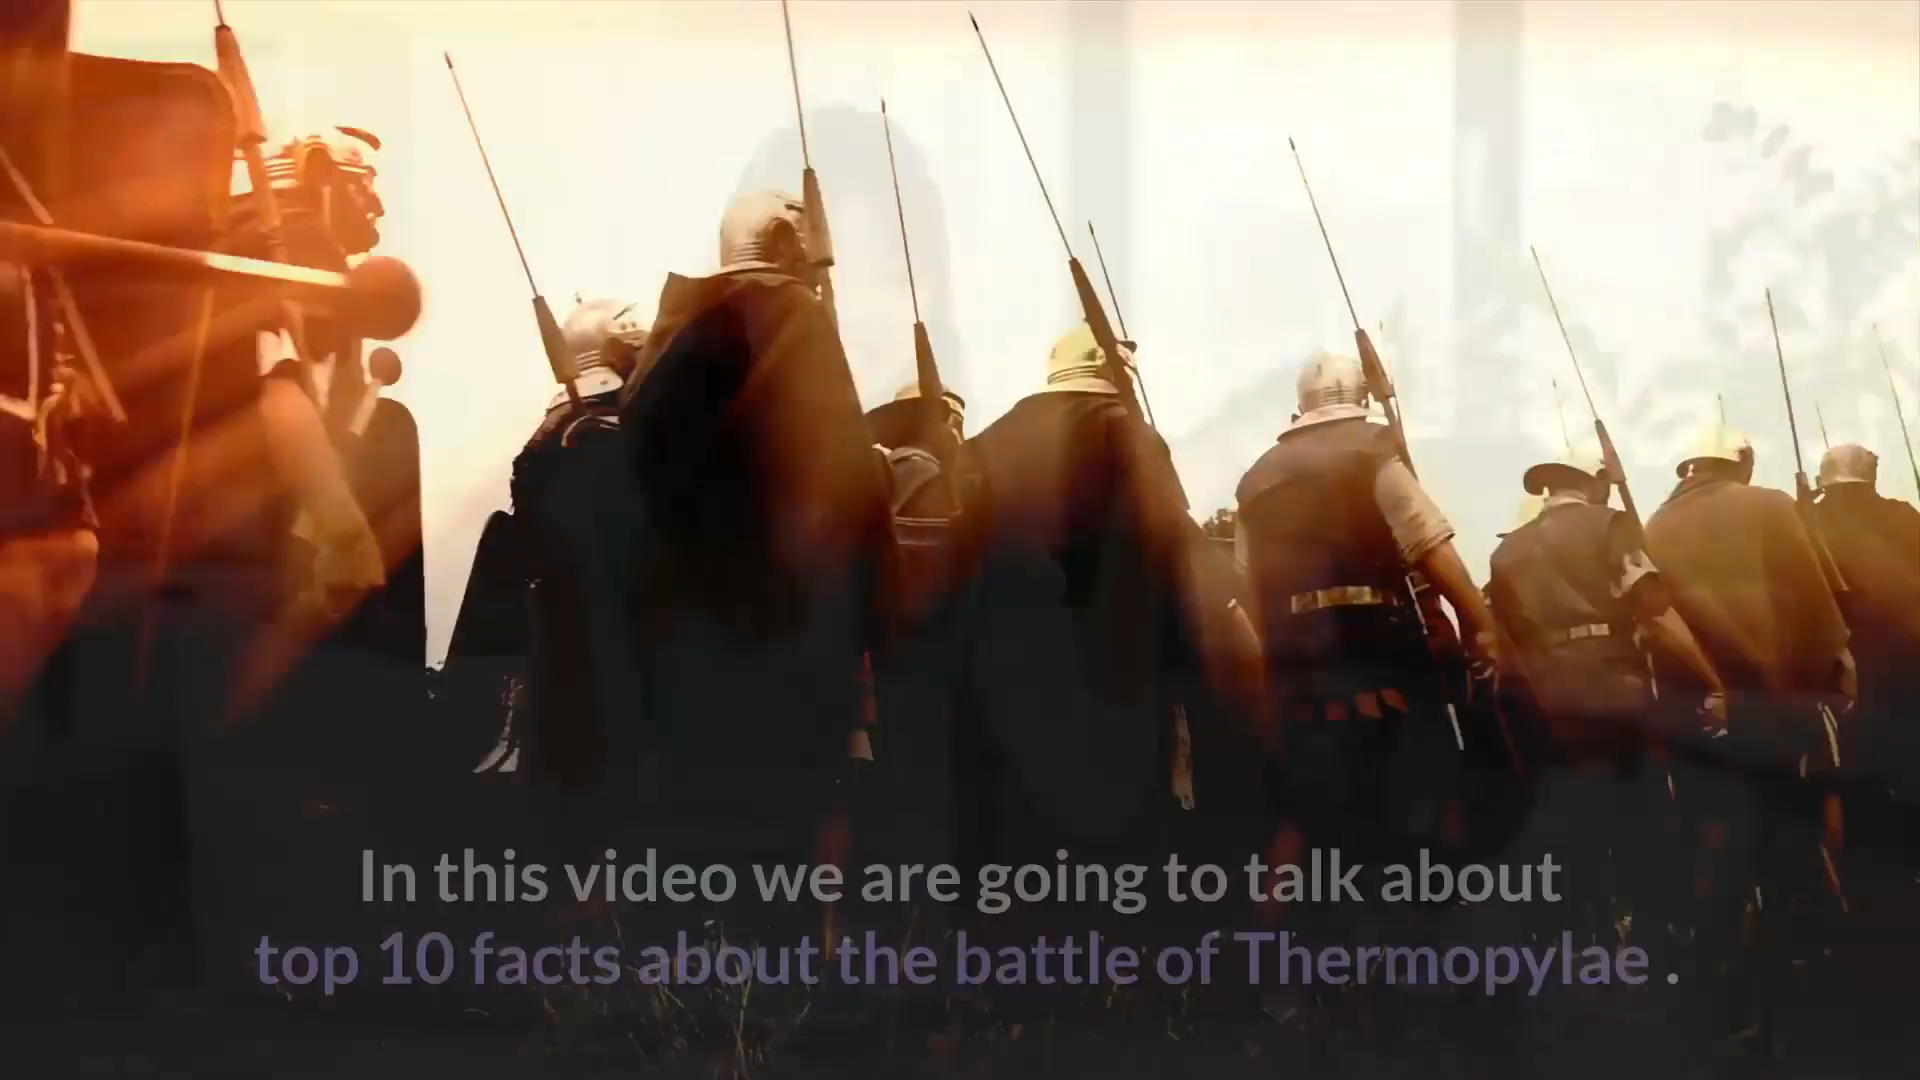 In this video we are going to talk about
top 10 facts about the battle of Thermopylae .